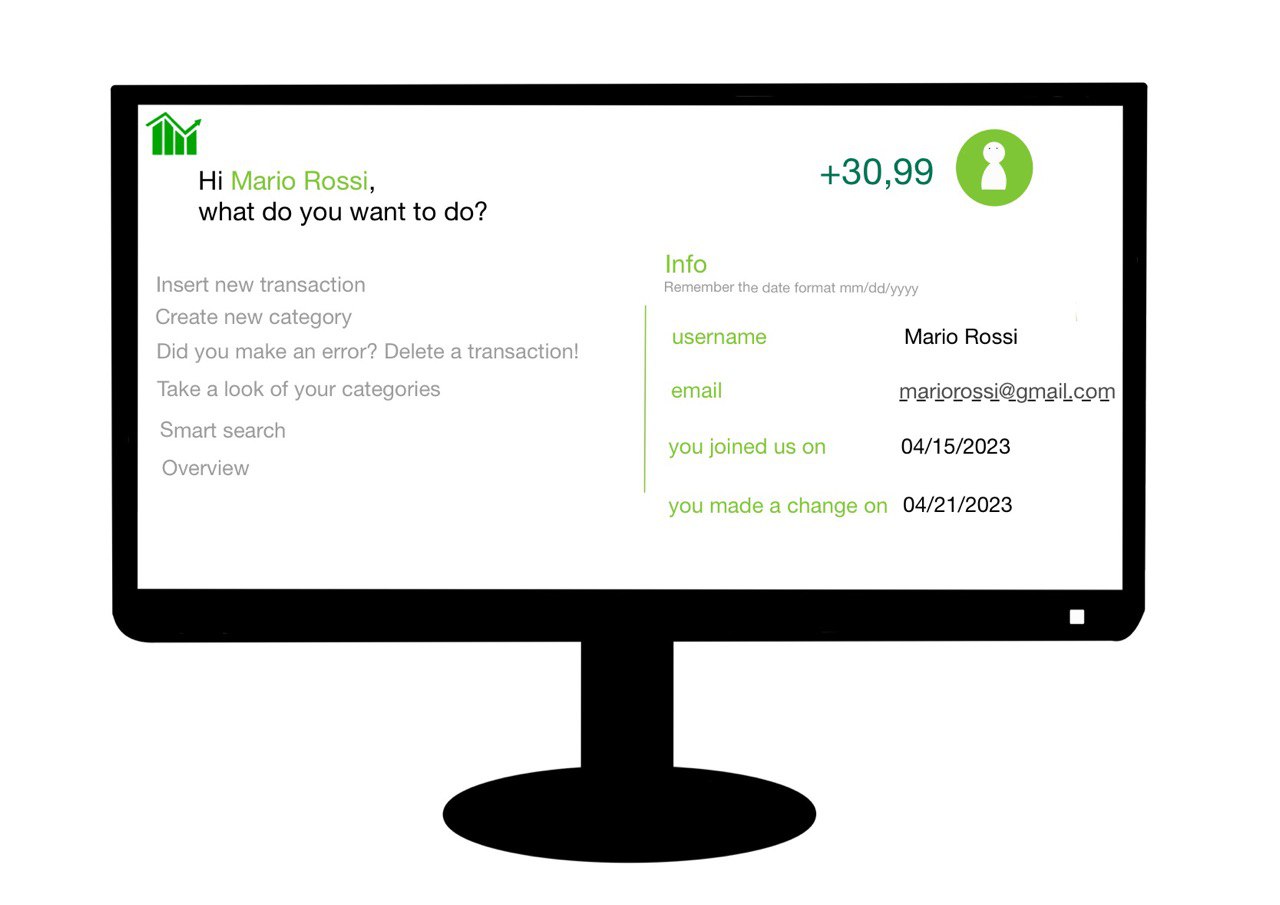 Hi Mario Rossi,
what do you want to do?
+30,99
Insert new transaction
Create new category
Did you make an error? Delete a transaction!
Take a look of your categories
Smart search
Overview
Info
Remember the date format mm/dd/yyyy
username Mario Rossi
email mariorossi@gmail.com
you joined us on 04/15/2023
you made a change on 04/21/2023